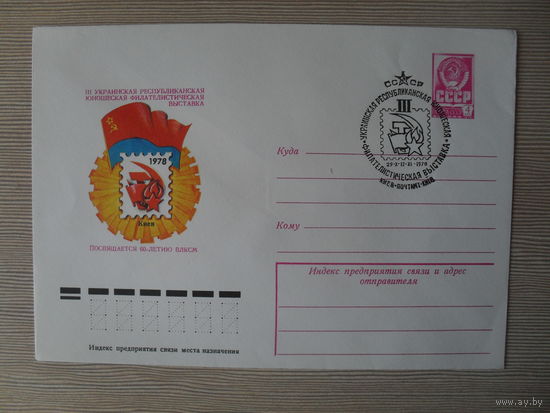 III УКРАИНСКАЯ РЕСПУБЛИКАНСКАЯ
ЮНОШЕСКАЯ ФИЛАТЕЛИСТИЧЕСКАЯ
ВЫСТАВКА
1978
Киев
ПОСВЯЩАЕТСЯ 60-ЛЕТИЮ ВЛКСМ
СССР
III
УКРАИНСКАЯ РЕСПУБЛИКАНСКАЯ ЮНОШЕСКАЯ
ФИЛАТЕЛИСТИЧЕСКАЯ ВЫСТАВКА
КИЕВ-ПОЧТАМТ-КИЇВ
СССР
Куда
Кому
Индекс предприятия связи и адрес
отправителя
Индекс предприятия связи места назначения
www.ay.by